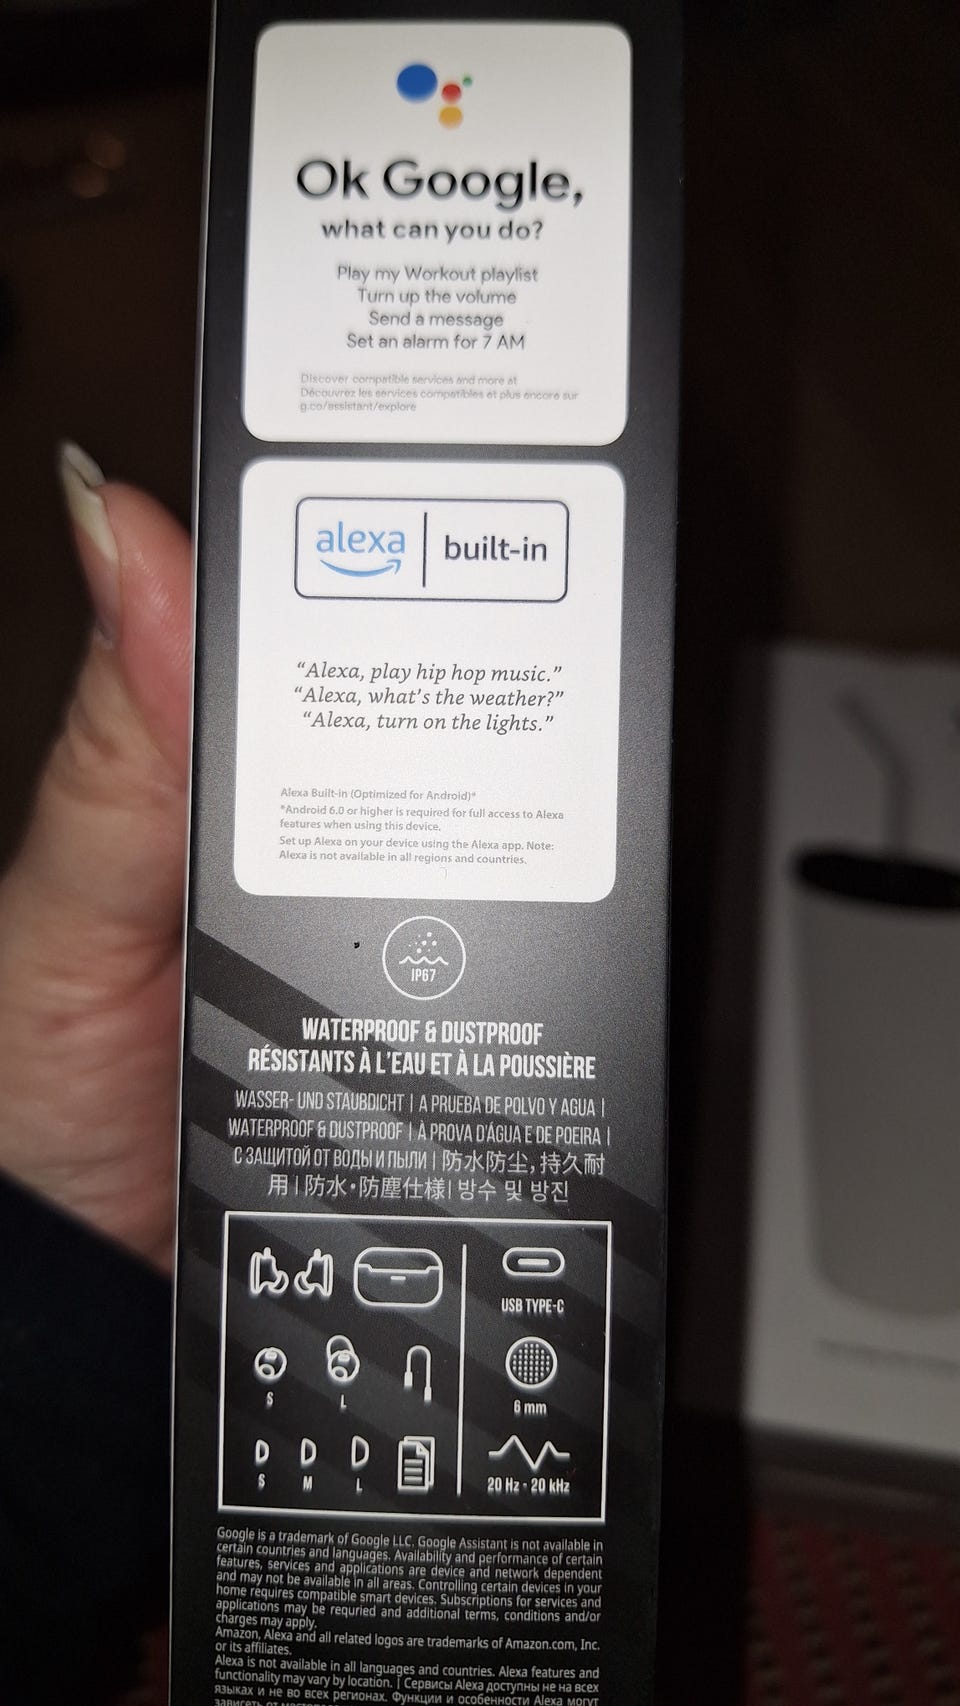 Ok Google,
what can you do?
Play my Workout playlist
Turn up the volume
Send a message
Set an alarm for 7 AM
Discover compatible services and more at
Découvrez les services compatibles et plus encore sur
g.co/assistant/explore
alexa | built-in
“Alexa, play hip hop music.”
“Alexa, what's the weather?”
“Alexa, turn on the lights.”
Alexa Built-in (Optimized for Android)*
*Android 6.0 or higher is required for full access to Alexa
features when using this device.
Set up Alexa on your device using the Alexa app. Note:
Alexa is not available in all regions and countries.
IP67
WATERPROOF & DUSTPROOF
RÉSISTANTS À L'EAU ET À LA POUSSIÈRE
WASSER- UND STAUBDICHT | A PRUEBA DE POLVO Y AGUA |
WATERPROOF & DUSTPROOF | À PROVA D'ÁGUA E DE POEIRA |
С ЗАЩИТОЙ ОТ ВОДЫ И ПЫЛИ | 防水防尘，持久耐
用 | 防水・防塵仕様| 방수 및 방진
USB TYPE-C
S L
6 mm
S M L
20 Hz - 20 kHz
Google is a trademark of Google LLC. Google Assistant is not available in
certain countries and languages. Availability and performance of certain
features, services and applications are device and network dependent
and may not be available in all areas. Controlling certain devices in your
home requires compatible smart devices. Subscriptions for services and
applications may be requried and additional terms, conditions and/or
charges may apply.
Amazon, Alexa and all related logos are trademarks of Amazon.com, Inc.
or its affiliates.
Alexa is not available in all languages and countries. Alexa features and
functionality may vary by location. | Сервисы Alexa доступны не на всех
языках и не во всех регионах. Функции и особенности Alexa могут